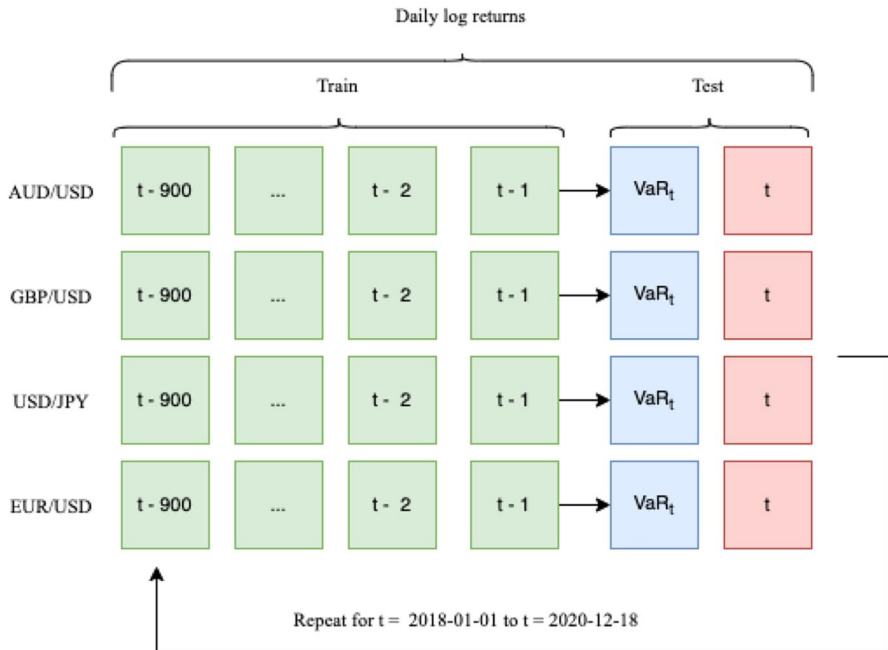 Daily log returns
Train Test
AUD/USD t - 900 ... t - 2 t - 1 VaRt t
GBP/USD t - 900 ... t - 2 t - 1 VaRt t
USD/JPY t - 900 ... t - 2 t - 1 VaRt t
EUR/USD t - 900 ... t - 2 t - 1 VaRt t
Repeat for t = 2018-01-01 to t = 2020-12-18